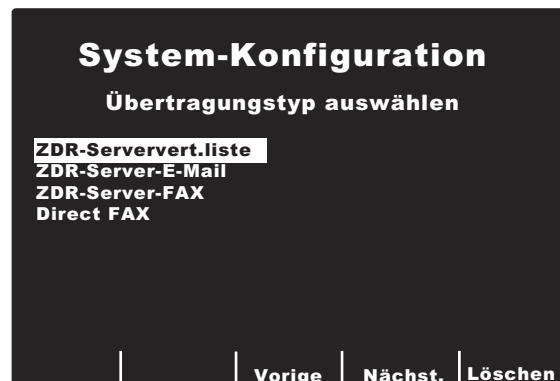 System-Konfiguration
Übertragungstyp auswählen
ZDR-Serververt.liste
ZDR-Server-E-Mail
ZDR-Server-FAX
Direct FAX
Vorige Nächst. Löschen